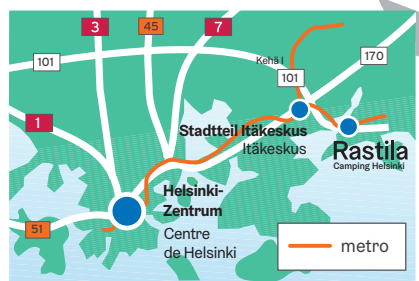 3
45
7
101
Kehä I
101
170
1
Stadtteil Itäkeskus
Itäkeskus
Rastila
Camping Helsinki
Helsinki-
Zentrum
Centre
de Helsinki
51
metro